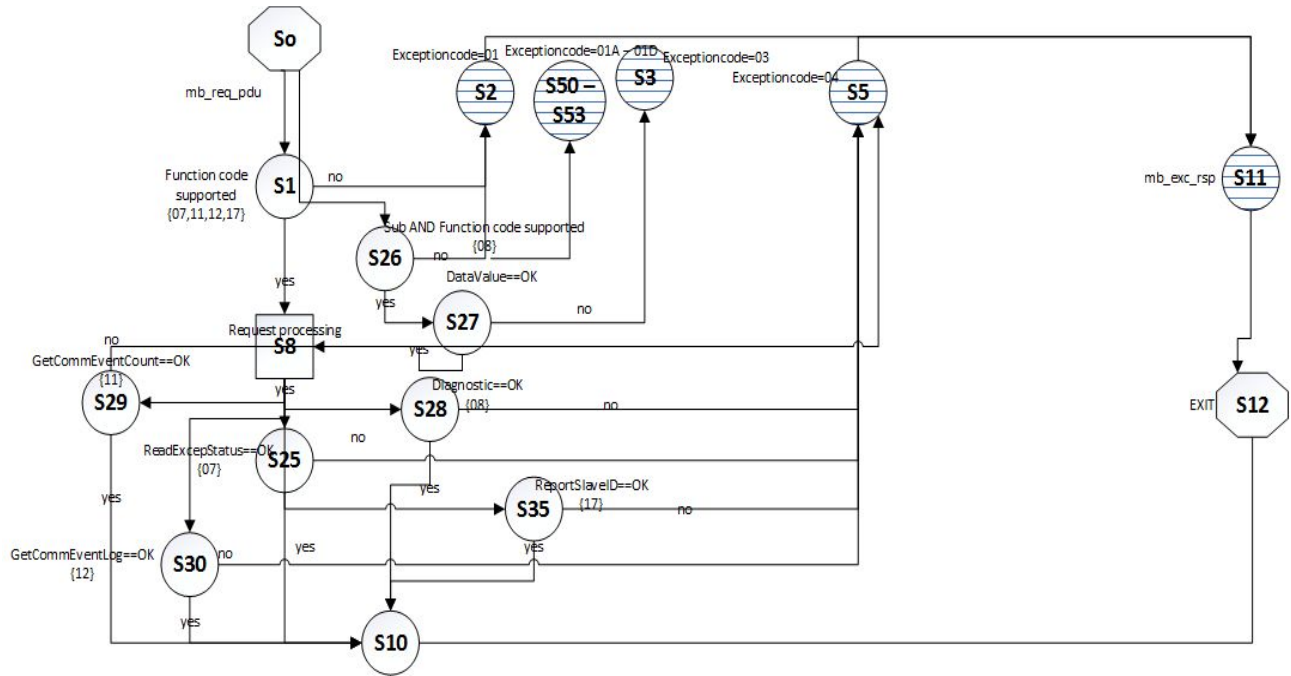 So
Exceptioncode=01
Exceptioncode=01A – 01D
Exceptioncode=03
Exceptioncode=04
S2
S50 –
S53
S3
S5
mb_req_pdu
Function code
supported
{07,11,12,17}
S1
no
mb_exc_rsp
S11
Sub AND Function code supported
{08}
S26
no
yes
DataValue==OK
yes
S27
no
Request processing
S8
no
yes
GetCommEventCount==OK
{11}
S29
yes
Diagnostic==OK
{08}
S28
no
EXIT
S12
ReadExcepStatus==OK
{07}
S25
no
yes
yes
ReportSlaveID==OK
{17}
S35
no
GetCommEventLog==OK
{12}
S30
no
yes
yes
yes
S10